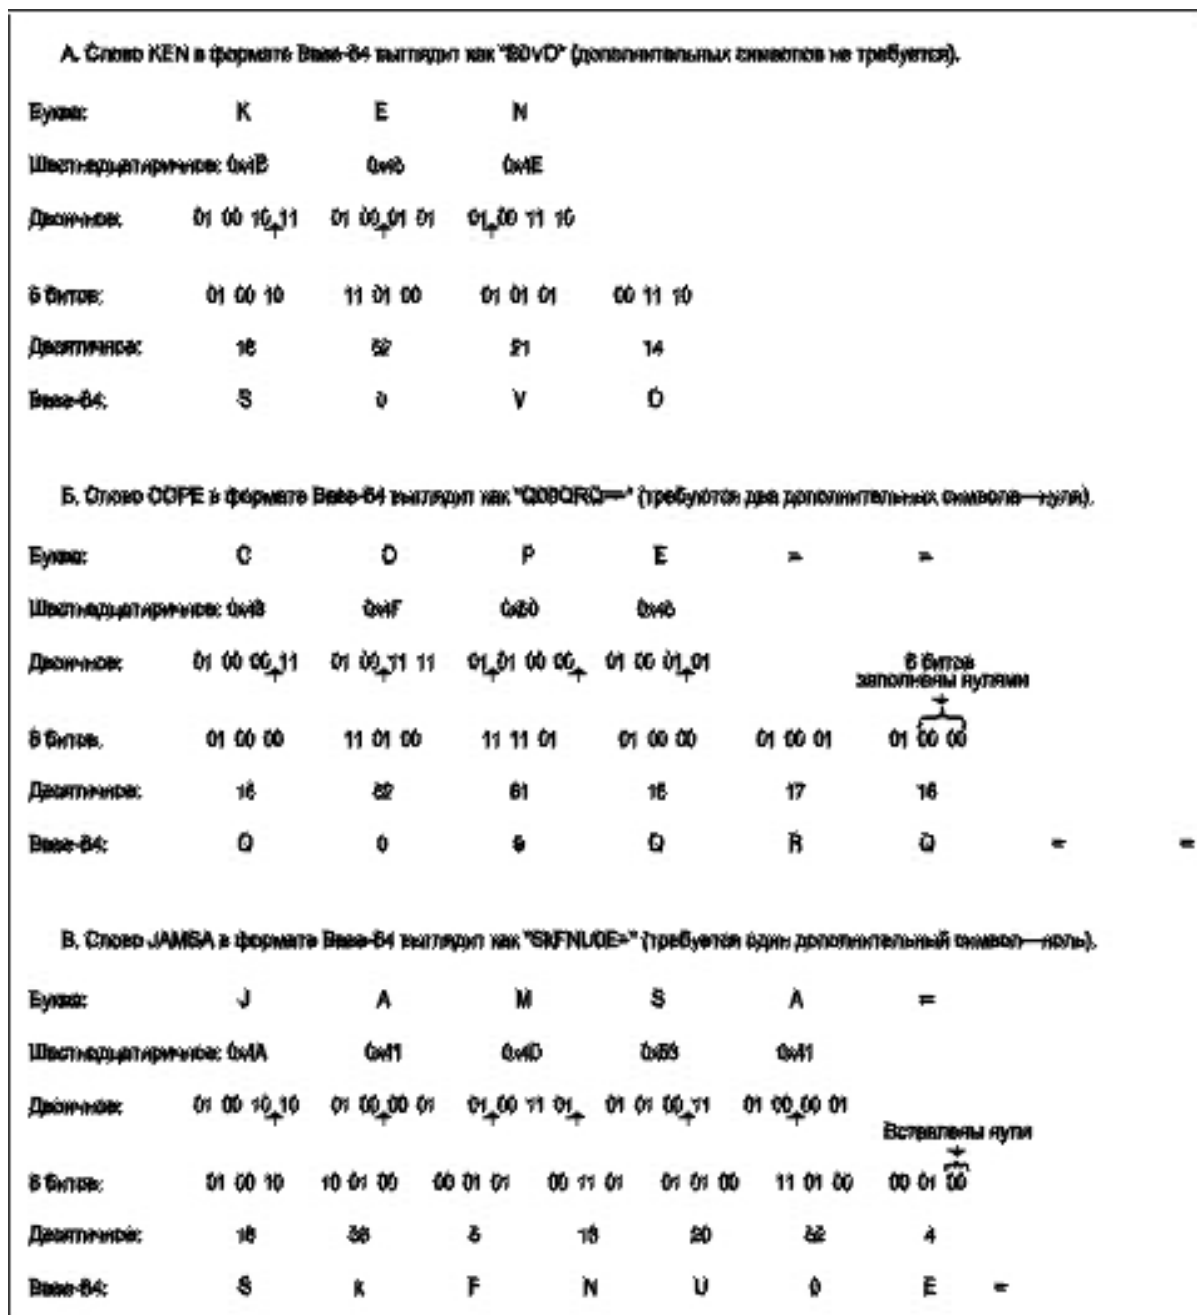 А. Слово KEN в формате Base-64 выглядит как "S0VO" (дополнительных символов не требуется).
Буква: K E N
Шестнадцатиричное: 0x4B 0x45 0x4E
Двоичное: 01 00 10 11 01 00 01 01 01 00 11 10
6 битов: 01 00 10 11 01 00 01 01 01 00 11 10
Десятичное: 18 52 21 14
Base-64: S 0 V O
Б. Слово COPE в формате Base-64 выглядит как "Q09QRQ==" (требуются два дополнительных символа—нуля).
Буква: C O P E = =
Шестнадцатиричное: 0x43 0x4F 0x50 0x45
Двоичное: 01 00 00 11 01 00 11 11 01 01 00 00 01 00 01 01
6 битов
заполнены нулями
6 битов: 01 00 00 11 01 00 11 11 01 01 00 00 01 00 01 01 00 00
Десятичное: 16 52 61 16 17 16
Base-64: Q 0 9 Q R Q = =
В. Слово JAMSA в формате Base-64 выглядит как "SkFNU0E=" (требуется один дополнительный символ—ноль).
Буква: J A M S A =
Шестнадцатиричное: 0x4A 0x41 0x4D 0x53 0x41
Двоичное: 01 00 10 10 01 00 00 01 01 00 11 01 01 01 00 11 01 00 00 01
Вставлены нули
6 битов: 01 00 10 10 01 00 00 01 01 00 11 01 01 01 00 11 01 00 00 01 00
Десятичное: 18 36 5 13 20 52 4
Base-64: S k F N U 0 E =